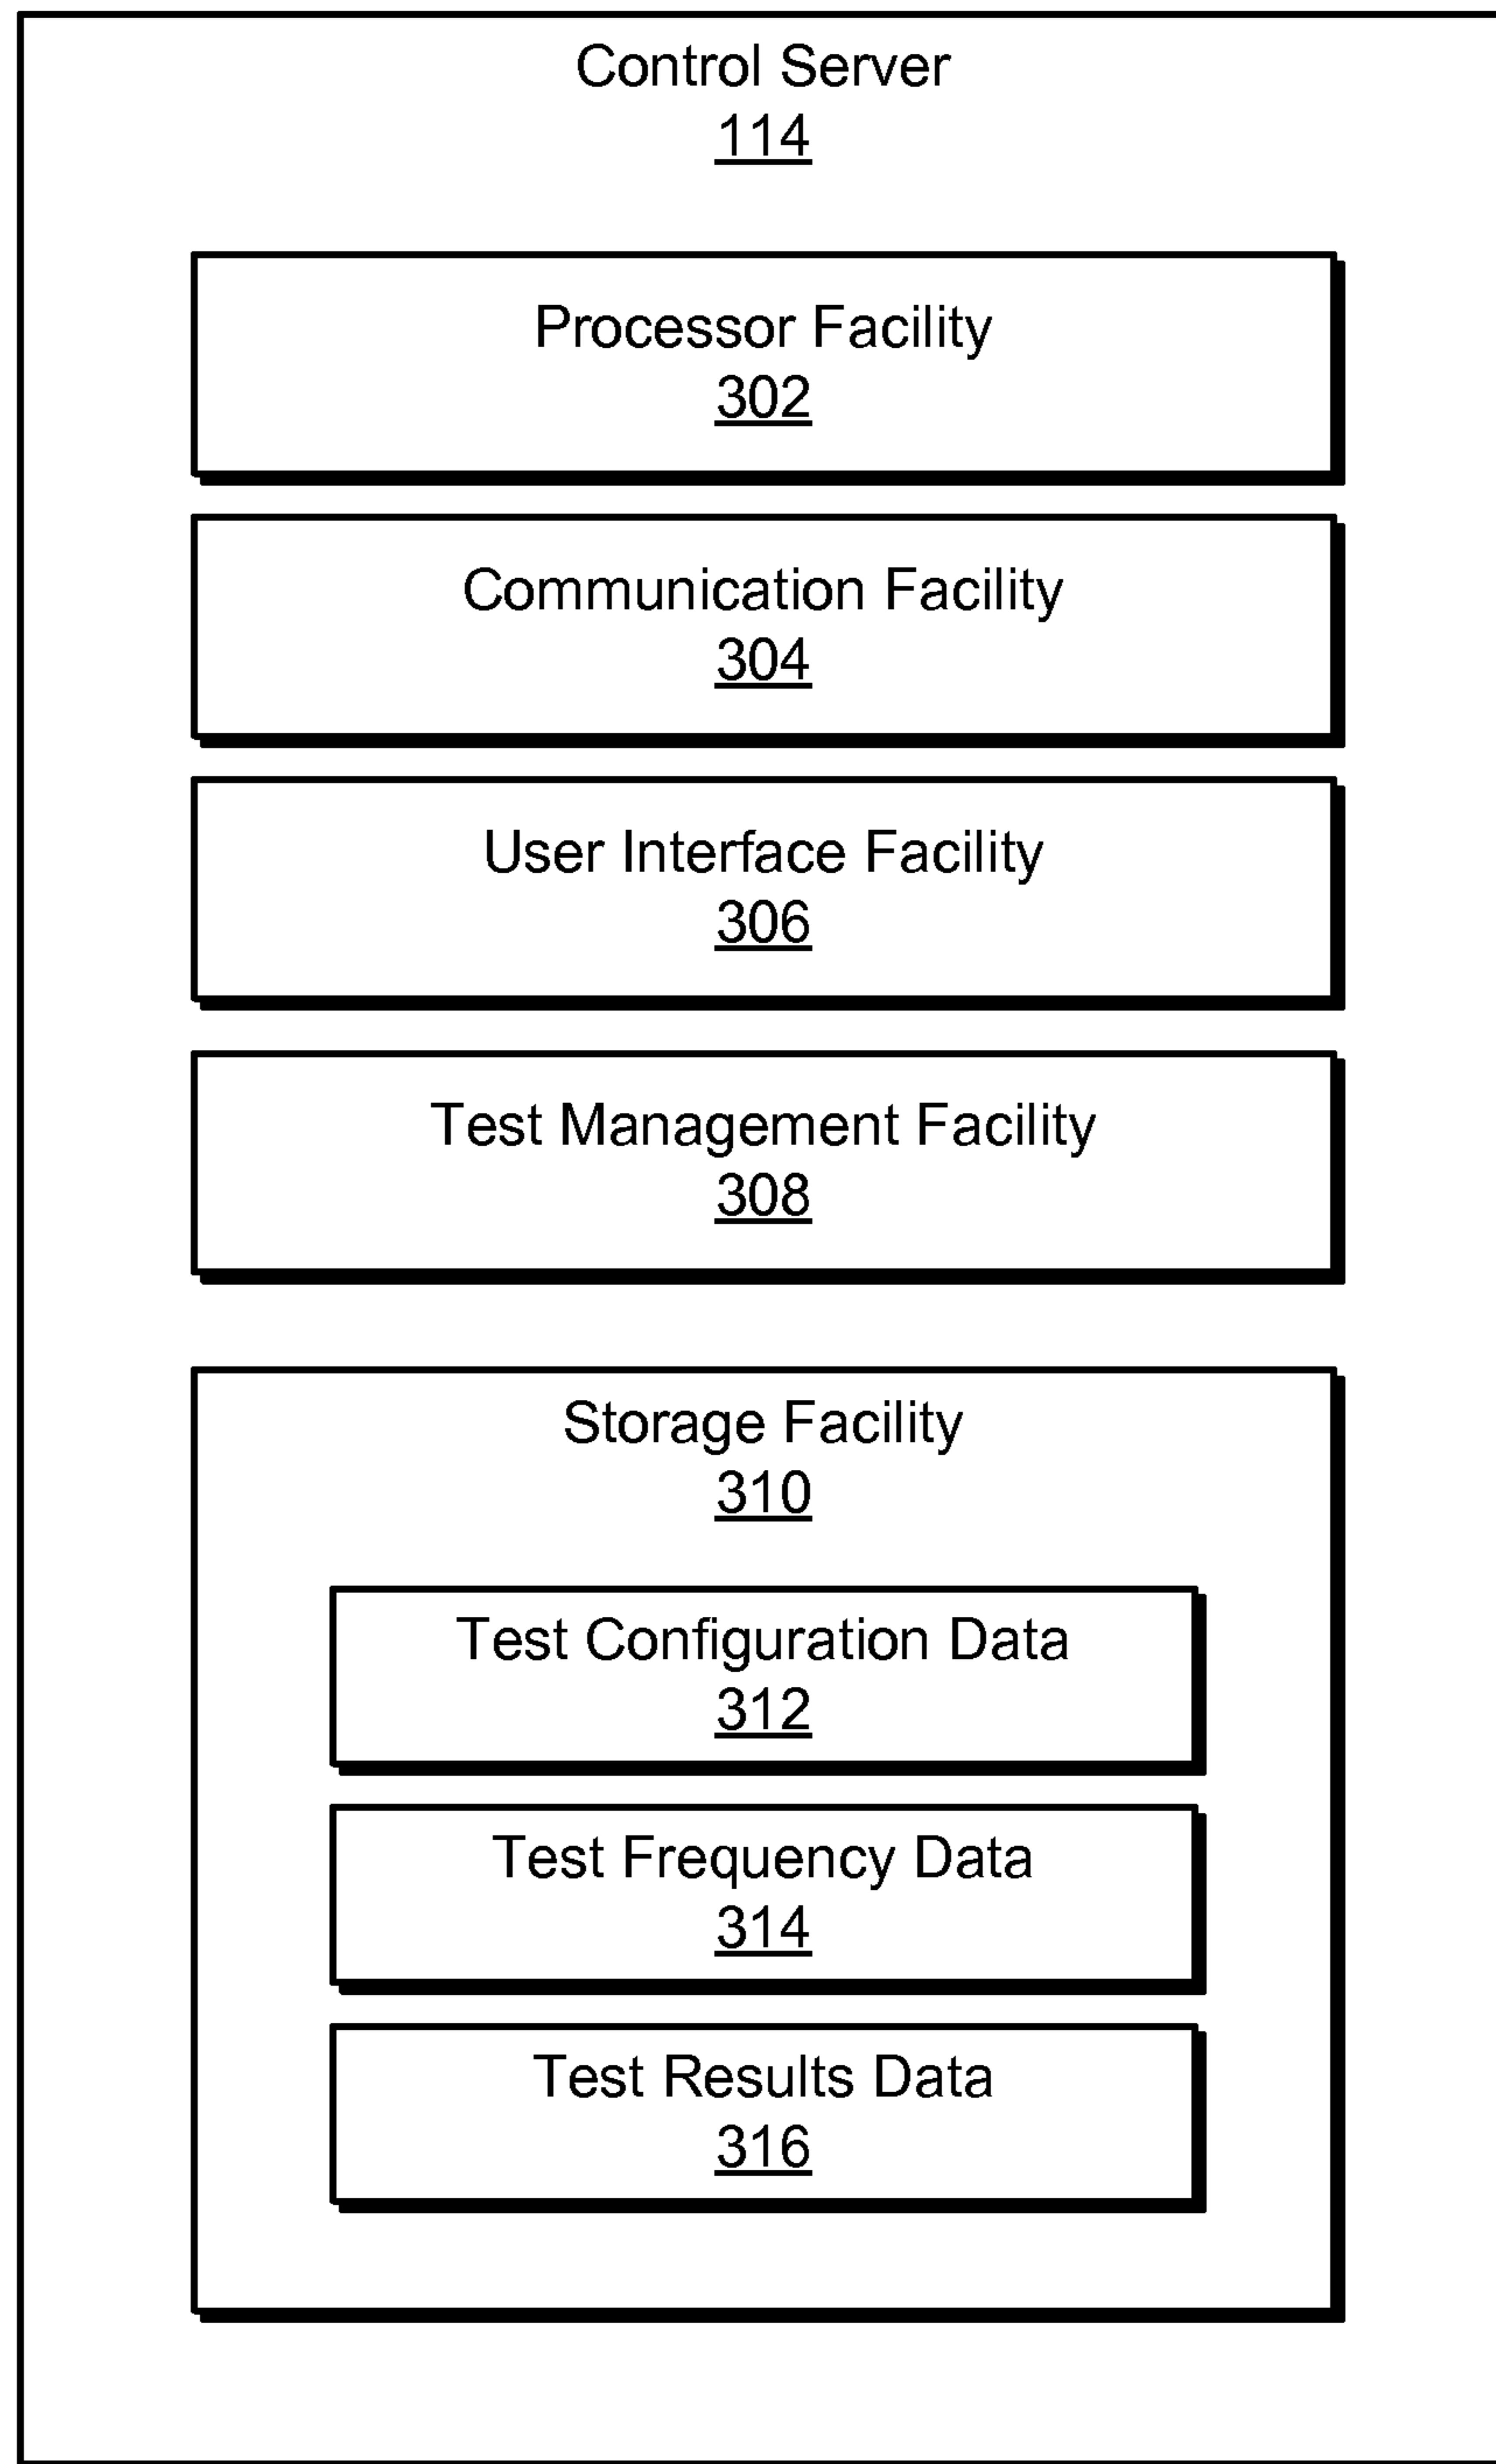 Control Server
114
Processor Facility
302
Communication Facility
304
User Interface Facility
306
Test Management Facility
308
Storage Facility
310
Test Configuration Data
312
Test Frequency Data
314
Test Results Data
316